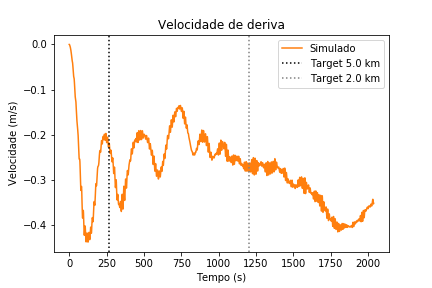 Velocidade de deriva
Simulado
Target 5.0 km
Target 2.0 km
Velocidade (m/s)
0.0
−0.1
−0.2
−0.3
−0.4
0 250 500 750 1000 1250 1500 1750 2000
Tempo (s)